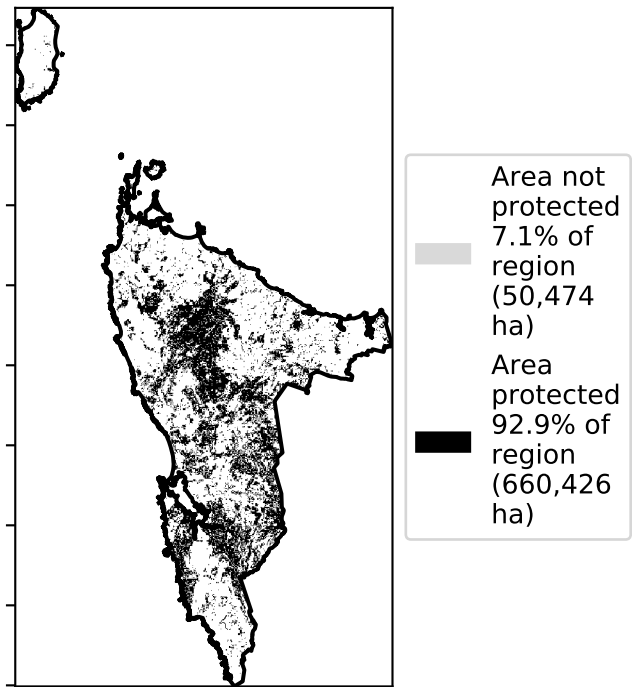 Area not
protected
7.1% of
region
(50,474
ha)
Area
protected
92.9% of
region
(660,426
ha)